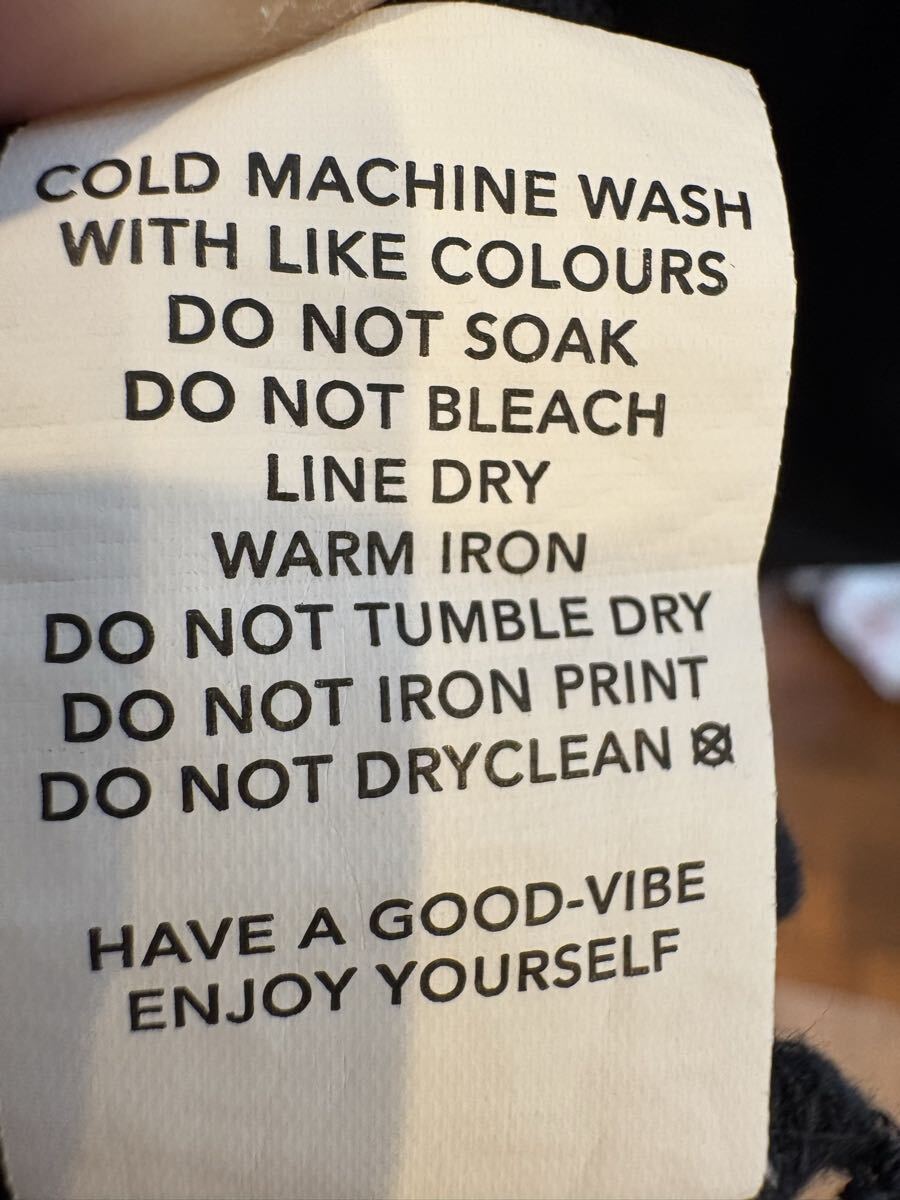 COLD MACHINE WASH
WITH LIKE COLOURS
DO NOT SOAK
DO NOT BLEACH
LINE DRY
WARM IRON
DO NOT TUMBLE DRY
DO NOT IRON PRINT
DO NOT DRYCLEAN
HAVE A GOOD-VIBE
ENJOY YOURSELF